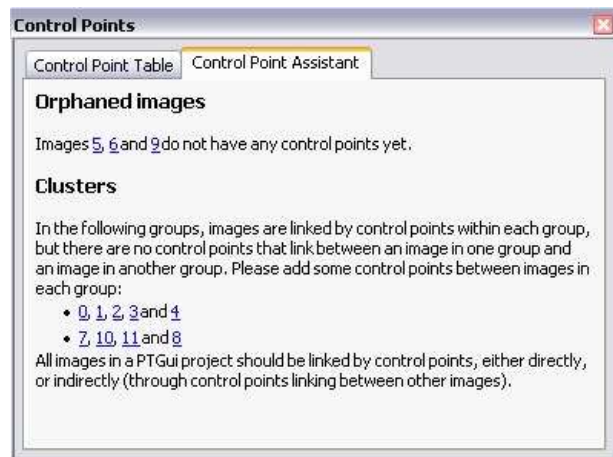 Control Points
Control Point Table Control Point Assistant
Orphaned images
Images 5, 6 and 9 do not have any control points yet.
Clusters
In the following groups, images are linked by control points within each group,
but there are no control points that link between an image in one group and
an image in another group. Please add some control points between images in
each group:
• 0, 1, 2, 3 and 4
• 7, 10, 11 and 8
All images in a PTGui project should be linked by control points, either directly,
or indirectly (through control points linking between other images).